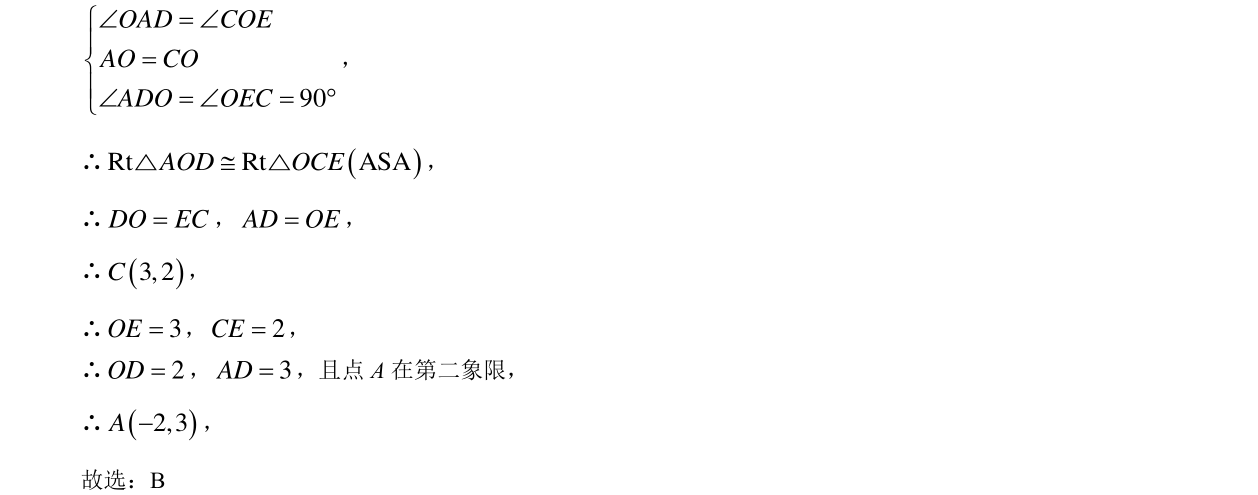 ∠OAD = ∠COE
AO = CO ，
∠ADO = ∠OEC = 90°
∴ Rt△AOD ≅ Rt△OCE(ASA)，
∴ DO = EC， AD = OE，
∴ C(3,2)，
∴ OE = 3， CE = 2，
∴ OD = 2， AD = 3，且点 A 在第二象限，
∴ A(−2,3)，
故选：B